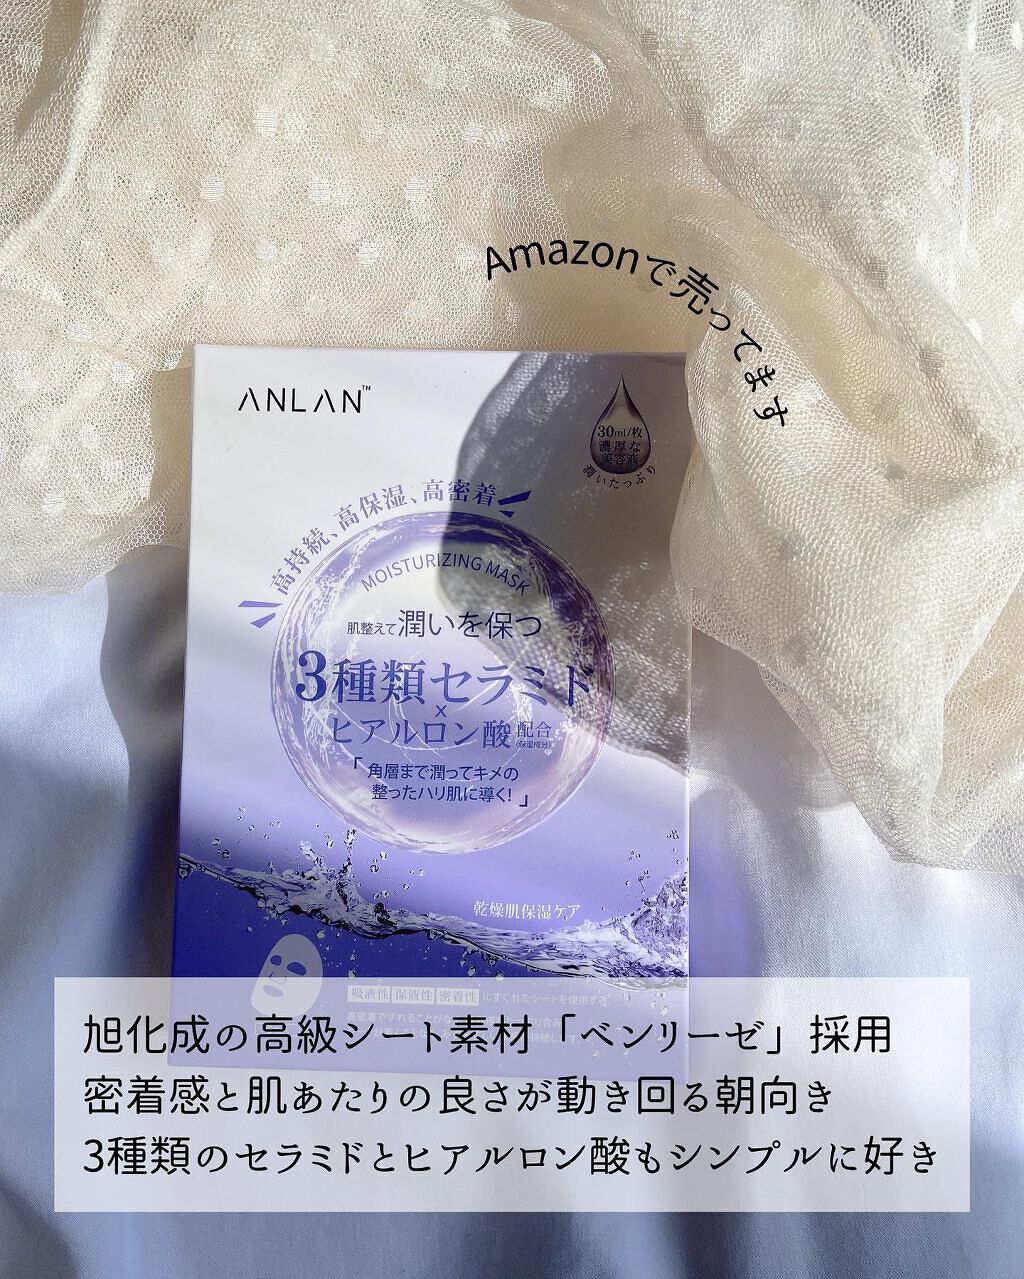 Amazonで売ってます
ANLAN™
30ml/枚
濃厚な
美容液
潤いたっぷり
高持続、高保湿、高密着
MOISTURIZING MASK
肌整えて潤いを保つ
3種類セラミド
×
ヒアルロン酸配合
(保湿成分)
「角層まで潤ってキメの
整ったハリ肌に導く!」
乾燥肌保湿ケア
吸液性 保液性 密着性 にすぐれたシートを使用する
旭化成の高級シート素材「ベンリーゼ」採用
密着感と肌あたりの良さが動き回る朝向き
3種類のセラミドとヒアルロン酸もシンプルに好き